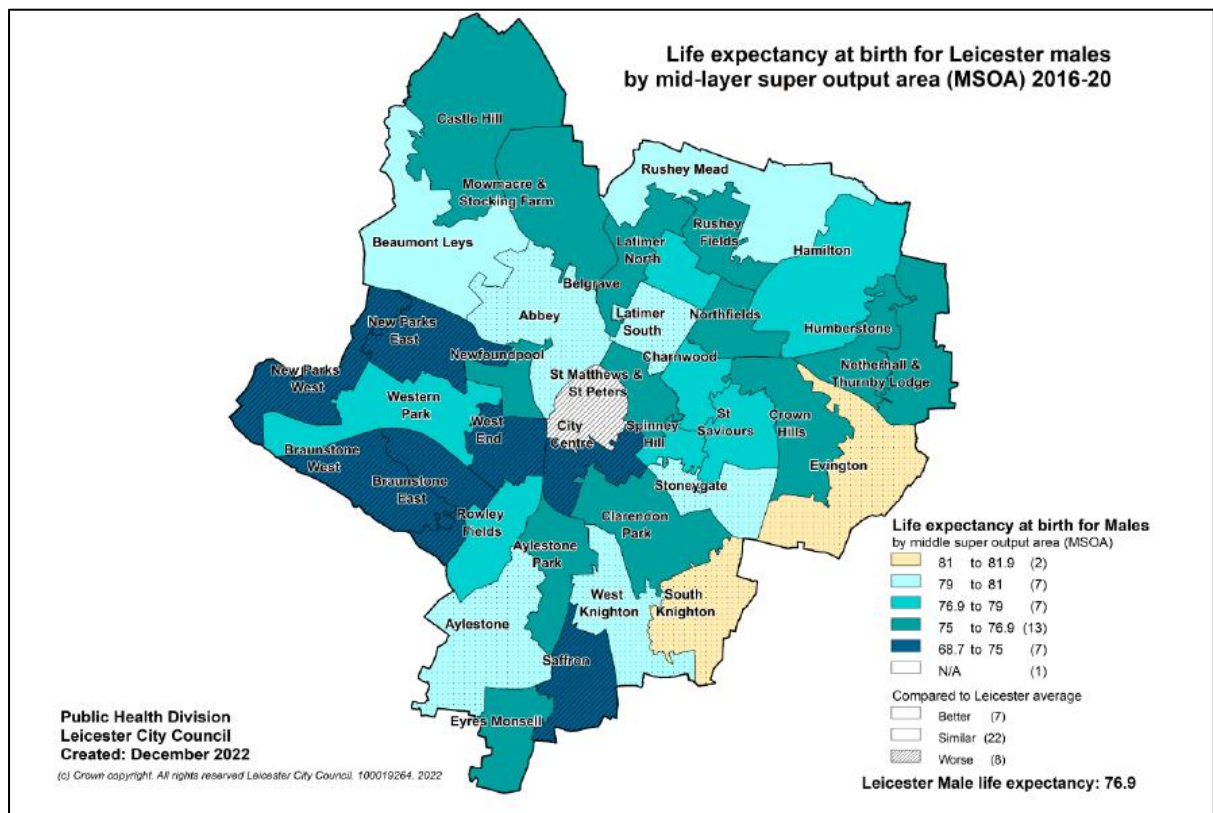 Life expectancy at birth for Leicester males
by mid-layer super output area (MSOA) 2016-20
Castle Hill
Rushey Mead
Mowmacre &
Stocking Farm
Rushey
Fields
Beaumont Leys
Latimer
North
Hamilton
Belgrave
Abbey
Latimer
South
Northfields
New Parks
East
Humberstone
Newfoundpool
Charnwood
St Matthews &
St Peters
Netherhall &
Thurnby Lodge
New Parks
West
Western
Park
West
End
City
Centre
Spinney
Hill
St
Saviours
Crown
Hills
Braunstone
West
Evington
Braunstone
East
Stoneygate
Rowley
Fields
Clarendon
Park
Aylestone
Park
West
Knighton
South
Knighton
Aylestone
Saffron
Eyres Monsell
Life expectancy at birth for Males
by middle super output area (MSOA)
81 to 81.9 (2)
79 to 81 (7)
76.9 to 79 (7)
75 to 76.9 (13)
68.7 to 75 (7)
N/A (1)
Compared to Leicester average
Better (7)
Similar (22)
Worse (8)
Leicester Male life expectancy: 76.9
Public Health Division
Leicester City Council
Created: December 2022
(c) Crown copyright. All rights reserved Leicester City Council. 100019264. 2022